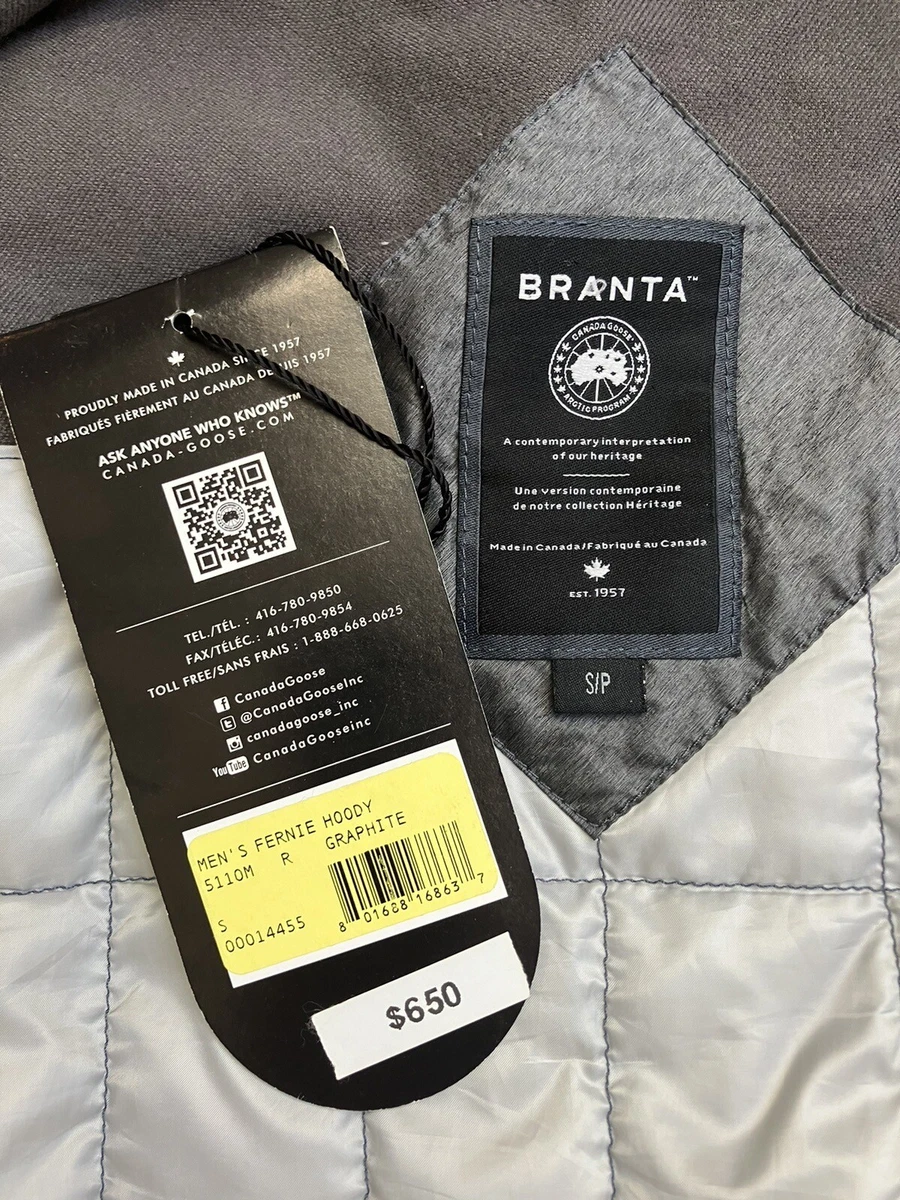 PROUDLY MADE IN CANADA SINCE 1957
FABRIQUÉS FIÈREMENT AU CANADA DEPUIS 1957
ASK ANYONE WHO KNOWS™
CANADA-GOOSE.COM
TEL./TÉL. : 416-780-9850
FAX/TÉLÉC.: 416-780-9854
TOLL FREE/SANS FRAIS : 1-888-668-0625
f CanadaGoose
t @CanadaGooseInc
canadagoose_inc
YouTube CanadaGooseinc
MEN'S FERNIE HOODY
5110M R GRAPHITE
S
00014455
8 01688 16863 7
$650
BRANTA™
CANADA GOOSE
ARCTIC PROGRAM
A contemporary interpretation
of our heritage
Une version contemporaine
de notre collection Héritage
Made in Canada/Fabriqué au Canada
EST. 1957
S/P